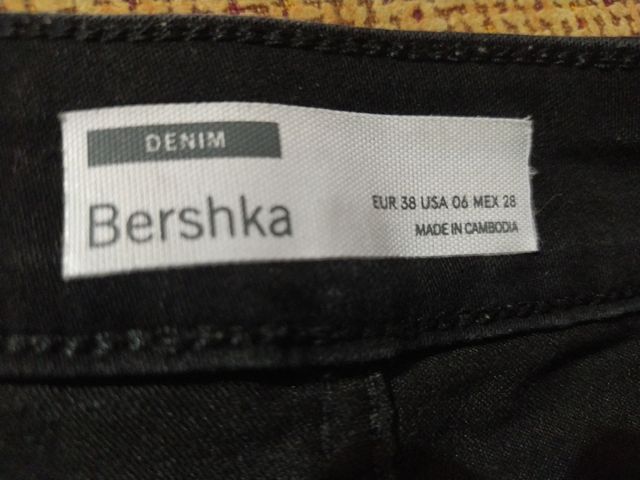 DENIM
Bershka
EUR 38 USA 06 MEX 28
MADE IN CAMBODIA